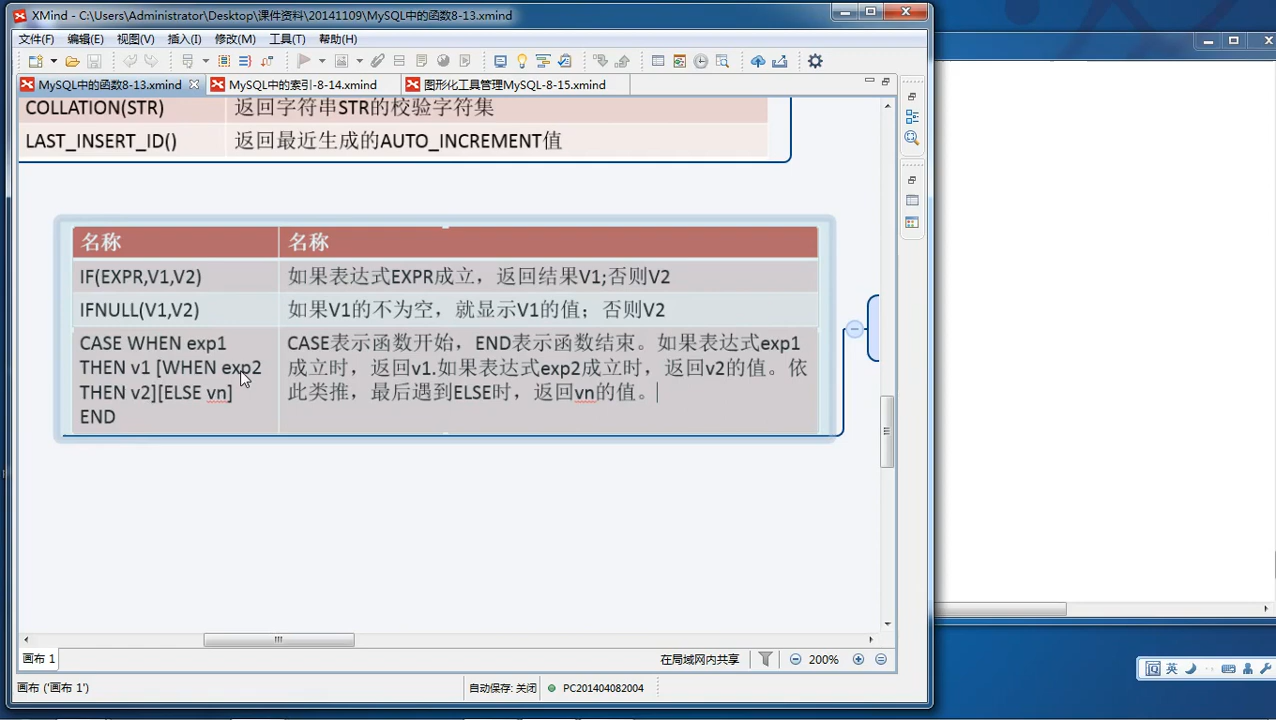 XMind - C:\Users\Administrator\Desktop\课件资料\20141109\MySQL中的函数8-13.xmind
文件(F) 编辑(E) 视图(V) 插入(I) 修改(M) 工具(T) 帮助(H)
MySQL中的函数8-13.xmind MySQL中的索引-8-14.xmind 图形化工具管理MySQL-8-15.xmind
COLLATION(STR) 返回字符串STR的校验字符集
LAST_INSERT_ID() 返回最近生成的AUTO_INCREMENT值
名称 名称
IF(EXPR,V1,V2) 如果表达式EXPR成立，返回结果V1;否则V2
IFNULL(V1,V2) 如果V1的不为空，就显示V1的值；否则V2
CASE WHEN exp1 CASE表示函数开始，END表示函数结束。如果表达式exp1
THEN v1 [WHEN exp2 成立时，返回v1.如果表达式exp2成立时，返回v2的值。依
THEN v2][ELSE vn] 此类推，最后遇到ELSE时，返回vn的值。
END
画布 1 在局域网内共享 200%
画布 ('画布 1') 自动保存: 关闭 PC201404082004
英